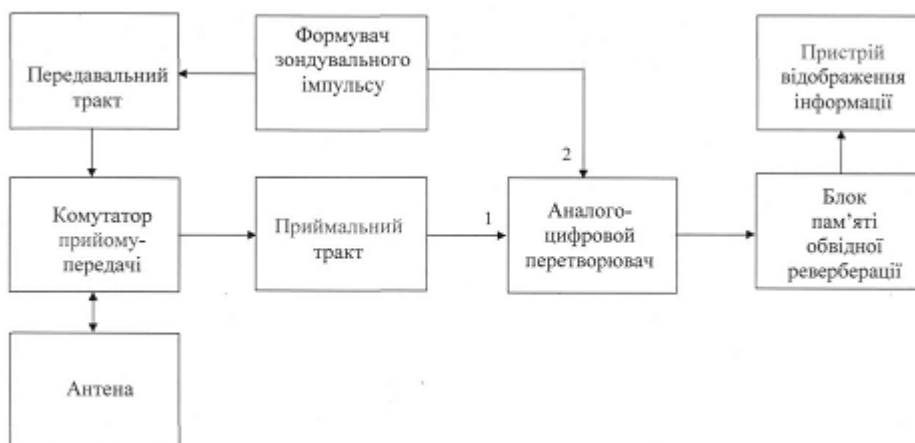 Передавальний
тракт
Формувач
зондувального
імпульсу
Пристрій
відображення
інформації
2
Комутатор
прийому-
передачі
Приймальний
тракт
1
Аналого-
цифровой
перетворювач
Блок
пам’яті
обвідної
реверберації
Антена